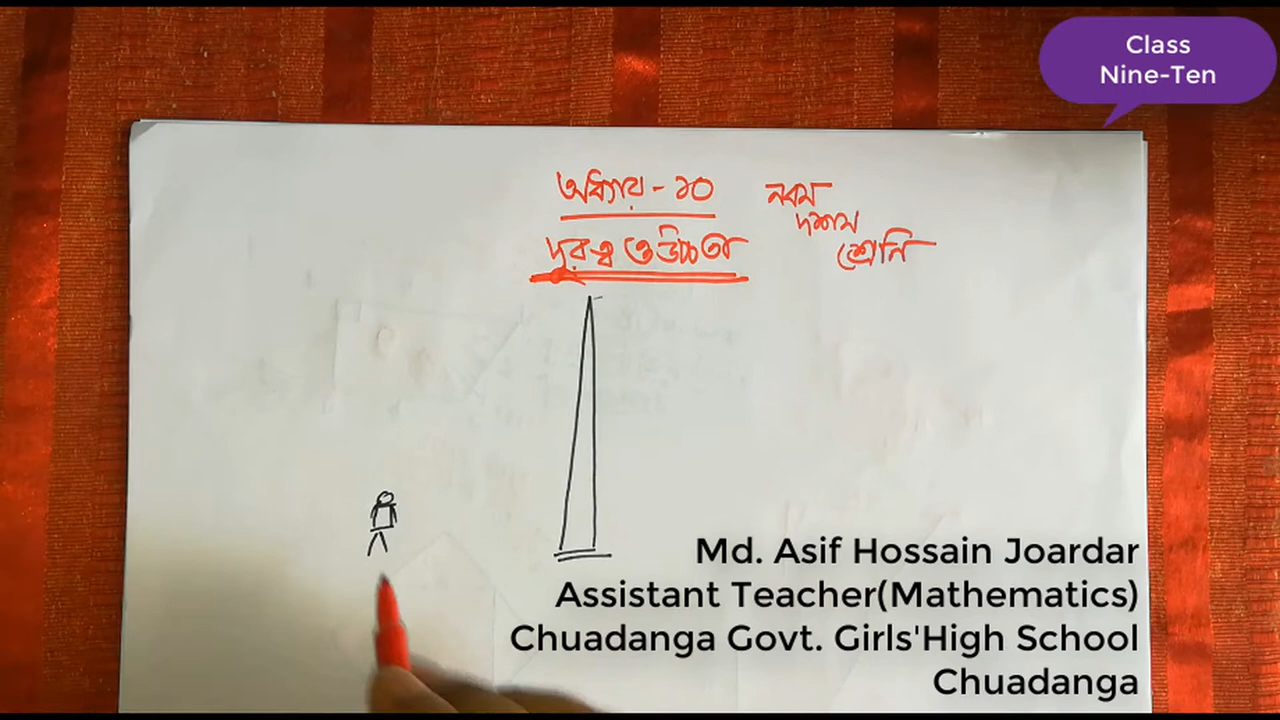 Class
Nine-Ten
অধ্যায় - ১০
নবম
দশম
শ্রেনি
দূরত্ব ও উচ্চতা
Md. Asif Hossain Joardar
Assistant Teacher(Mathematics)
Chuadanga Govt. Girls'High School
Chuadanga